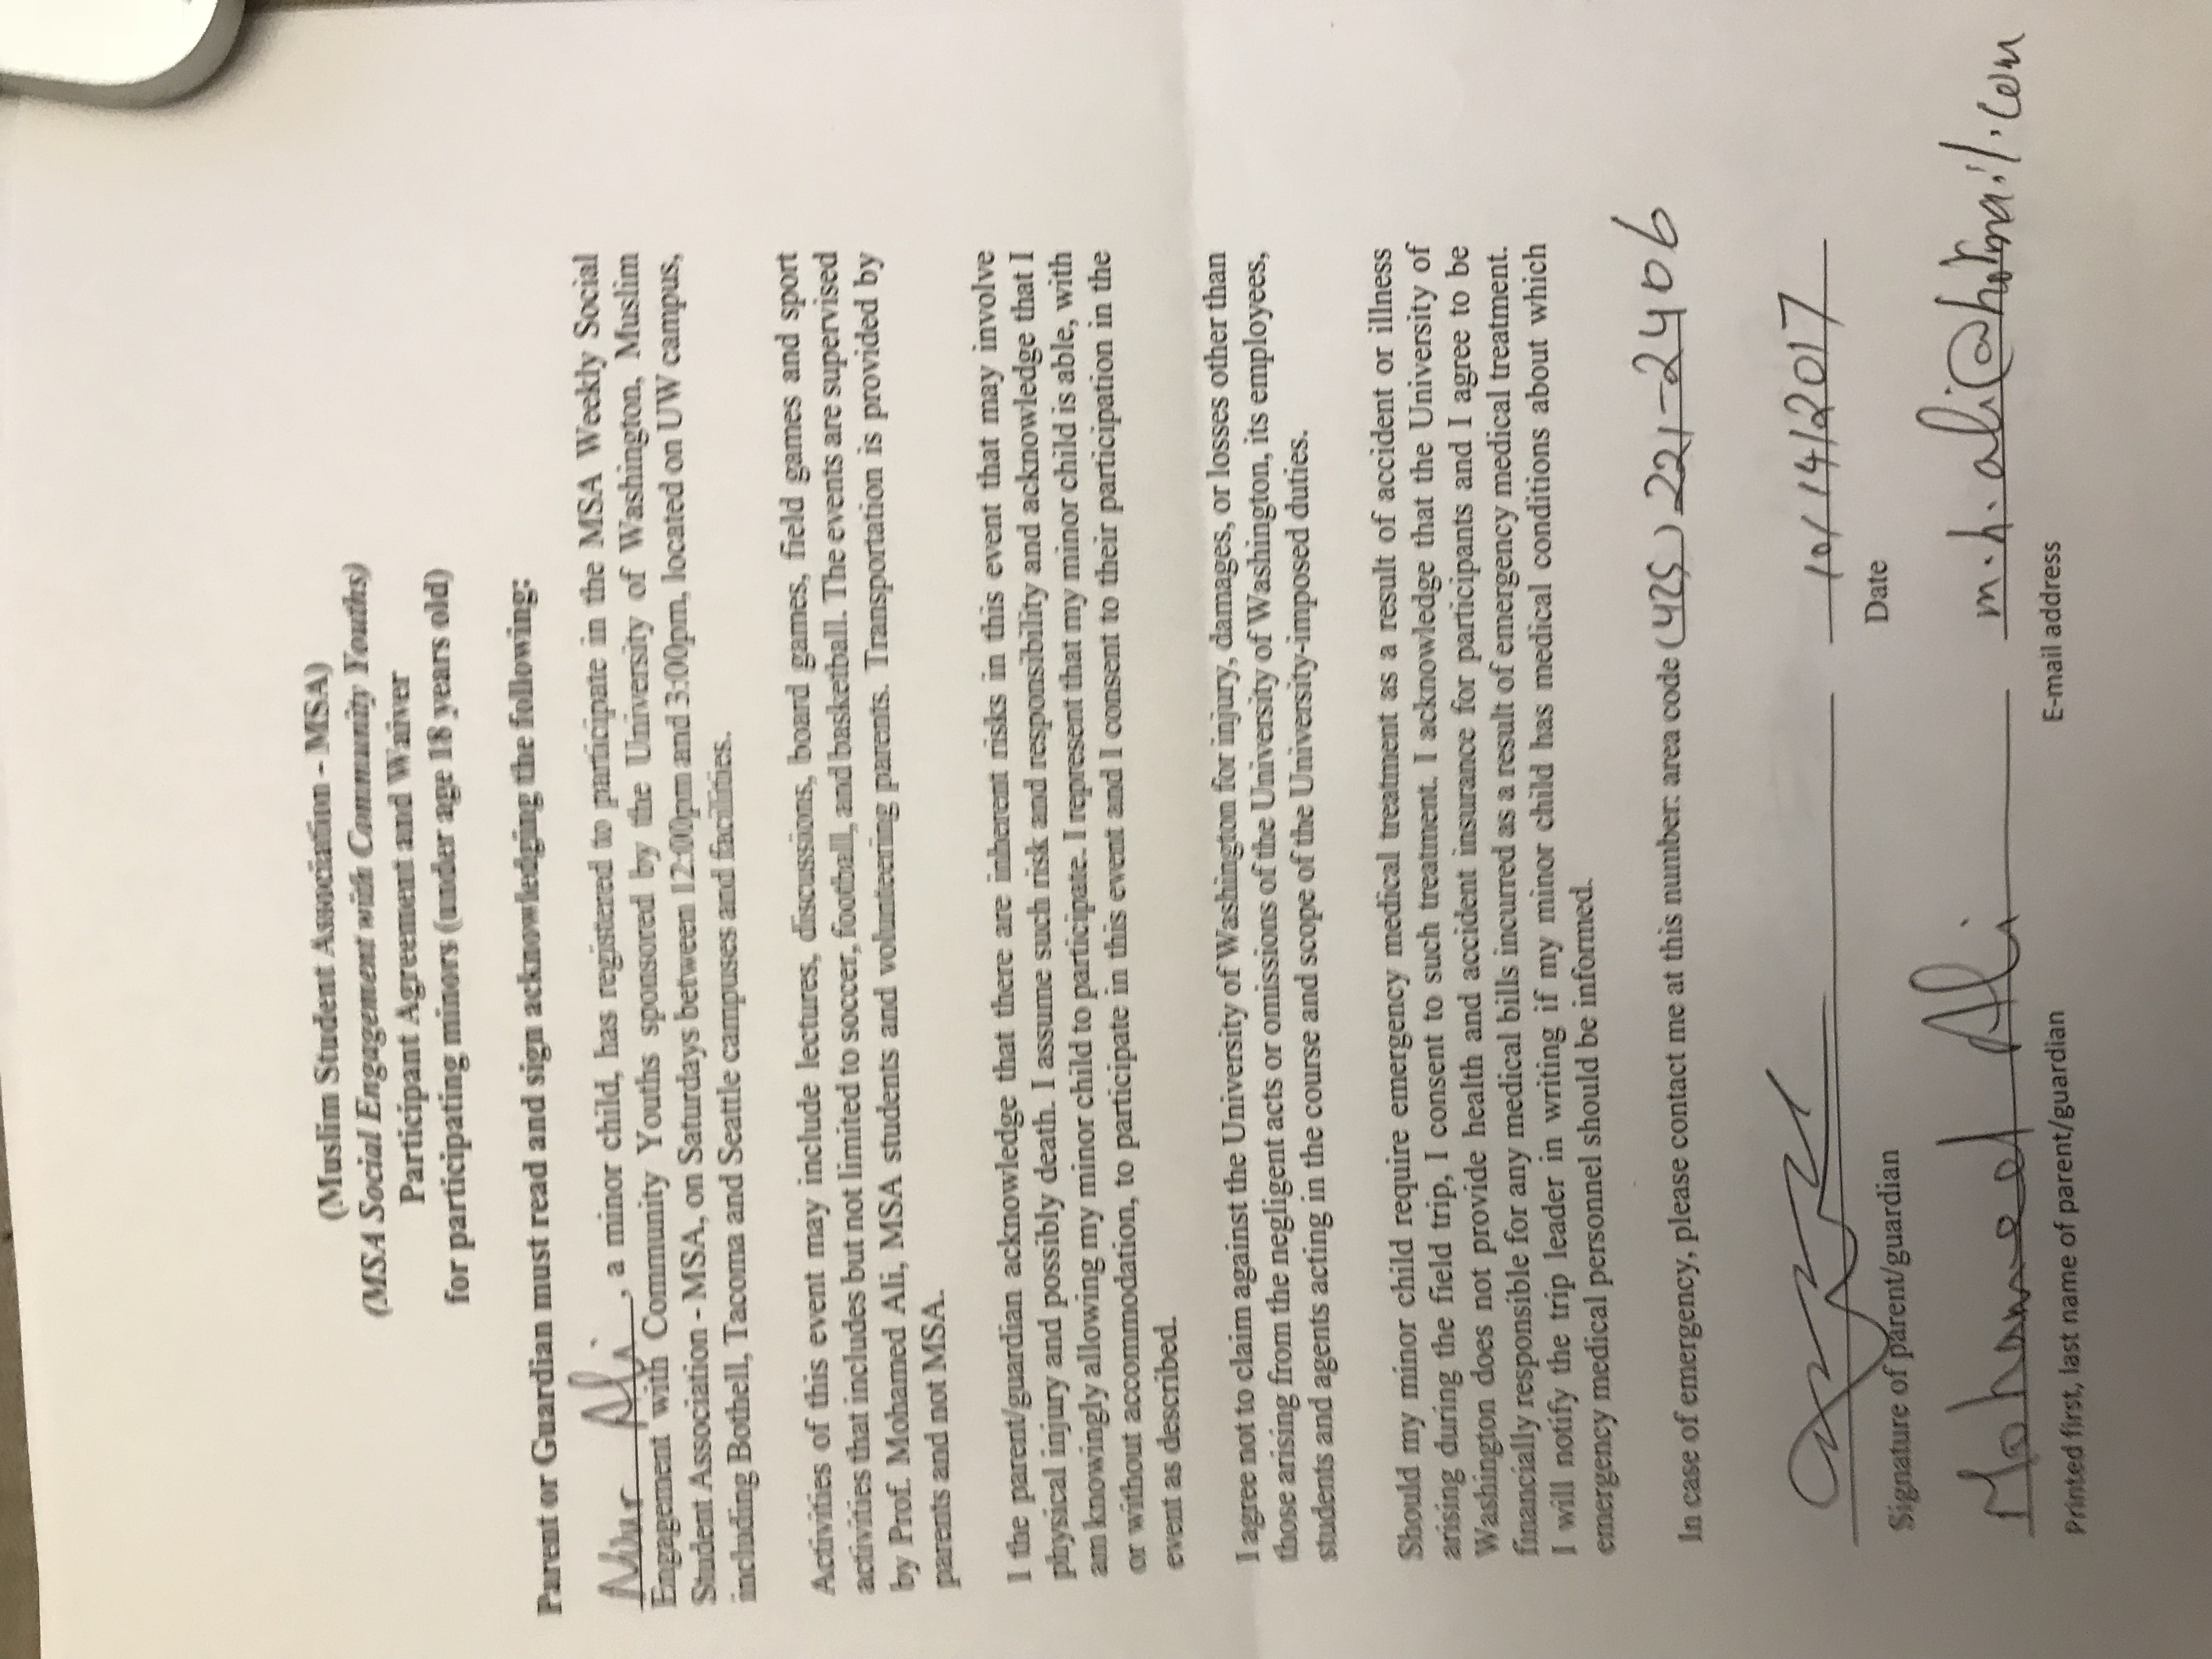 (Muslim Student Association - MSA)
(MSA Social Engagement with Community Youths)
Participant Agreement and Waiver
for participating minors (under age 18 years old)
Parent or Guardian must read and sign acknowledging the following:
Nour Ali, a minor child, has registered to participate in the MSA Weekly Social
Engagement with Community Youths sponsored by the University of Washington, Muslim
Student Association - MSA, on Saturdays between 12:00pm and 3:00pm, located on UW campus,
including Bothell, Tacoma and Seattle campuses and facilities.
Activities of this event may include lectures, discussions, board games, field games and sport
activities that includes but not limited to soccer, football, and basketball. The events are supervised
by Prof. Mohamed Ali, MSA students and volunteering parents. Transportation is provided by
parents and not MSA.
I the parent/guardian acknowledge that there are inherent risks in this event that may involve
physical injury and possibly death. I assume such risk and responsibility and acknowledge that I
am knowingly allowing my minor child to participate. I represent that my minor child is able, with
or without accommodation, to participate in this event and I consent to their participation in the
event as described.
I agree not to claim against the University of Washington for injury, damages, or losses other than
those arising from the negligent acts or omissions of the University of Washington, its employees,
students and agents acting in the course and scope of the University-imposed duties.
Should my minor child require emergency medical treatment as a result of accident or illness
arising during the field trip, I consent to such treatment. I acknowledge that the University of
Washington does not provide health and accident insurance for participants and I agree to be
financially responsible for any medical bills incurred as a result of emergency medical treatment.
I will notify the trip leader in writing if my minor child has medical conditions about which
emergency medical personnel should be informed.
In case of emergency, please contact me at this number: area code (425) 221-2406
10/14/2017
Signature of parent/guardian Date
Mohamed Ali m.h.ali@hotmail.com
Printed first, last name of parent/guardian E-mail address